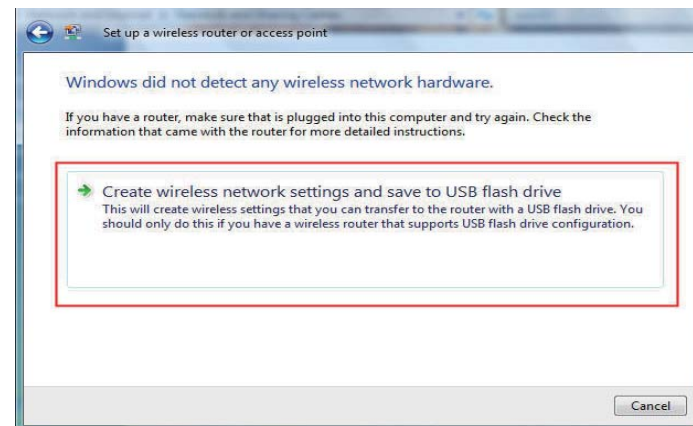 Set up a wireless router or access point
Windows did not detect any wireless network hardware.
If you have a router, make sure that is plugged into this computer and try again. Check the
information that came with the router for more detailed instructions.
Create wireless network settings and save to USB flash drive
This will create wireless settings that you can transfer to the router with a USB flash drive. You
should only do this if you have a wireless router that supports USB flash drive configuration.
Cancel